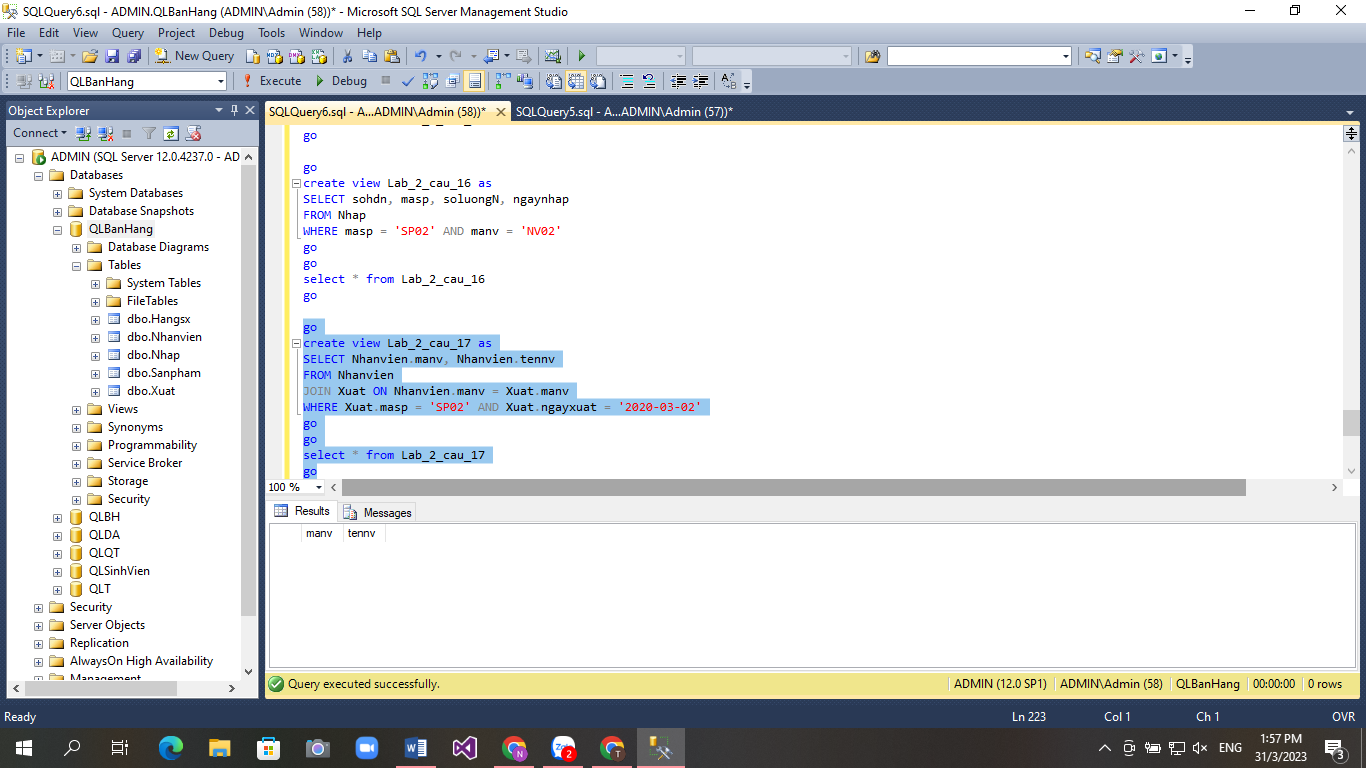 SQLQuery6.sql - ADMIN.QLBanHang (ADMIN\Admin (58))* - Microsoft SQL Server Management Studio
File Edit View Query Project Debug Tools Window Help
New Query
QLBanHang Execute Debug
Object Explorer
Connect
ADMIN (SQL Server 12.0.4237.0 - AD
Databases
System Databases
Database Snapshots
QLBanHang
Database Diagrams
Tables
System Tables
FileTables
dbo.Hangsx
dbo.Nhanvien
dbo.Nhap
dbo.Sanpham
dbo.Xuat
Views
Synonyms
Programmability
Service Broker
Storage
Security
QLBH
QLDA
QLQT
QLSinhVien
QLT
Security
Server Objects
Replication
AlwaysOn High Availability
Management
SQLQuery6.sql - A...ADMIN\Admin (58))* SQLQuery5.sql - A...ADMIN\Admin (57))*
go
go
create view Lab_2_cau_16 as
SELECT sohdn, masp, soluongN, ngaynhap
FROM Nhap
WHERE masp = 'SP02' AND manv = 'NV02'
go
go
select * from Lab_2_cau_16
go
go
create view Lab_2_cau_17 as
SELECT Nhanvien.manv, Nhanvien.tennv
FROM Nhanvien
JOIN Xuat ON Nhanvien.manv = Xuat.manv
WHERE Xuat.masp = 'SP02' AND Xuat.ngayxuat = '2020-03-02'
go
go
select * from Lab_2_cau_17
go
100 %
Results Messages
manv tennv
Query executed successfully. ADMIN (12.0 SP1) ADMIN\Admin (58) QLBanHang 00:00:00 0 rows
Ready Ln 223 Col 1 Ch 1 OVR
ENG 1:57 PM
31/3/2023